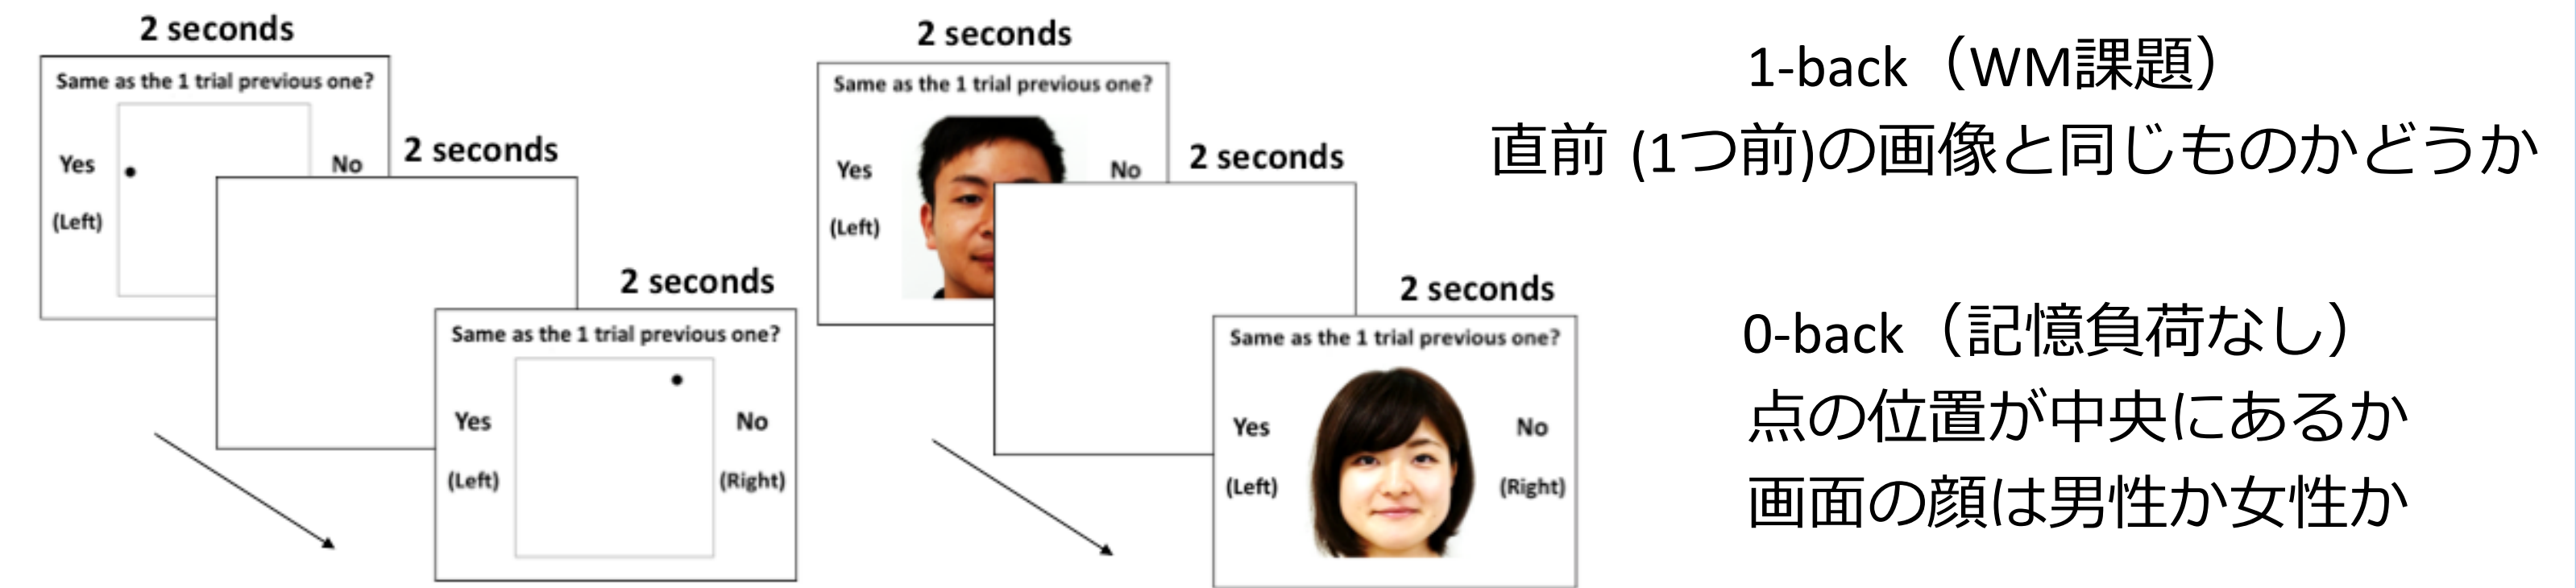 2 seconds
Same as the 1 trial previous one?
Yes
No
(Left)
2 seconds
2 seconds
Same as the 1 trial previous one?
Yes
No
(Left)
(Right)
2 seconds
Same as the 1 trial previous one?
Yes
No
(Left)
2 seconds
2 seconds
Same as the 1 trial previous one?
Yes
No
(Left)
(Right)
1-back（WM課題）
直前 (1つ前)の画像と同じものかどうか
0-back（記憶負荷なし）
点の位置が中央にあるか
画面の顔は男性か女性か